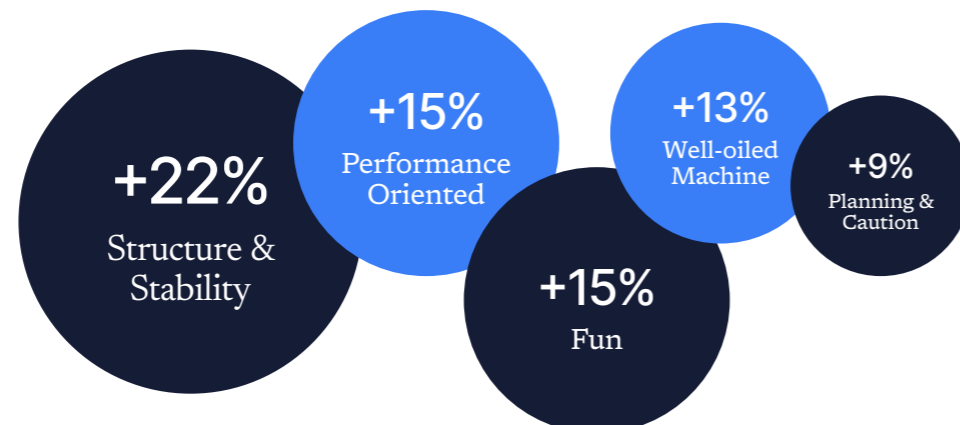 +22%
Structure &
Stability
+15%
Performance
Oriented
+15%
Fun
+13%
Well-oiled
Machine
+9%
Planning &
Caution